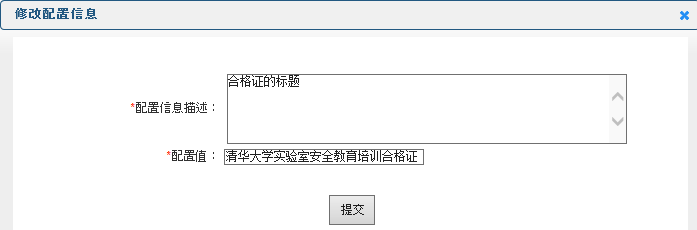 修改配置信息
合格证的标题
*配置信息描述：
*配置值： 清华大学实验室安全教育培训合格证
提交